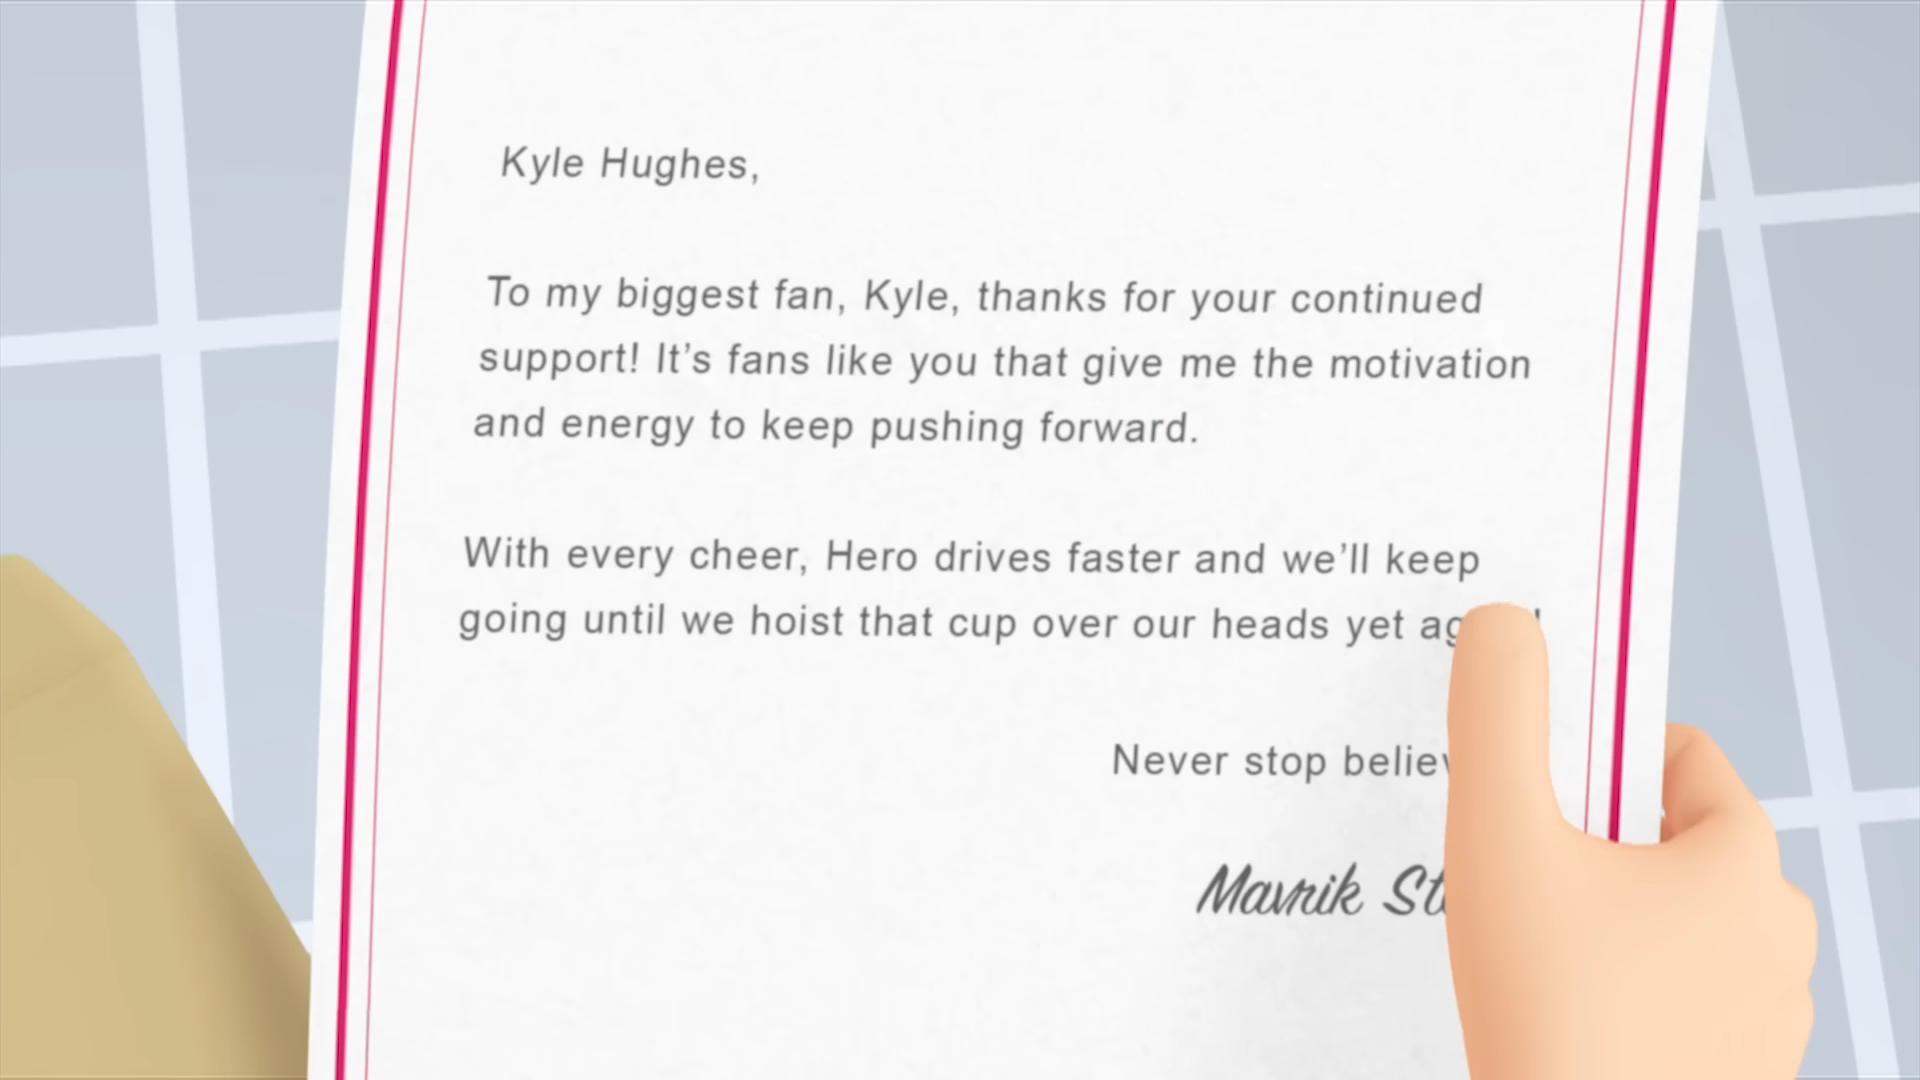 Kyle Hughes,
To my biggest fan, Kyle, thanks for your continued
support! It’s fans like you that give me the motivation
and energy to keep pushing forward.
With every cheer, Hero drives faster and we’ll keep
going until we hoist that cup over our heads yet
Never stop
Mavrik